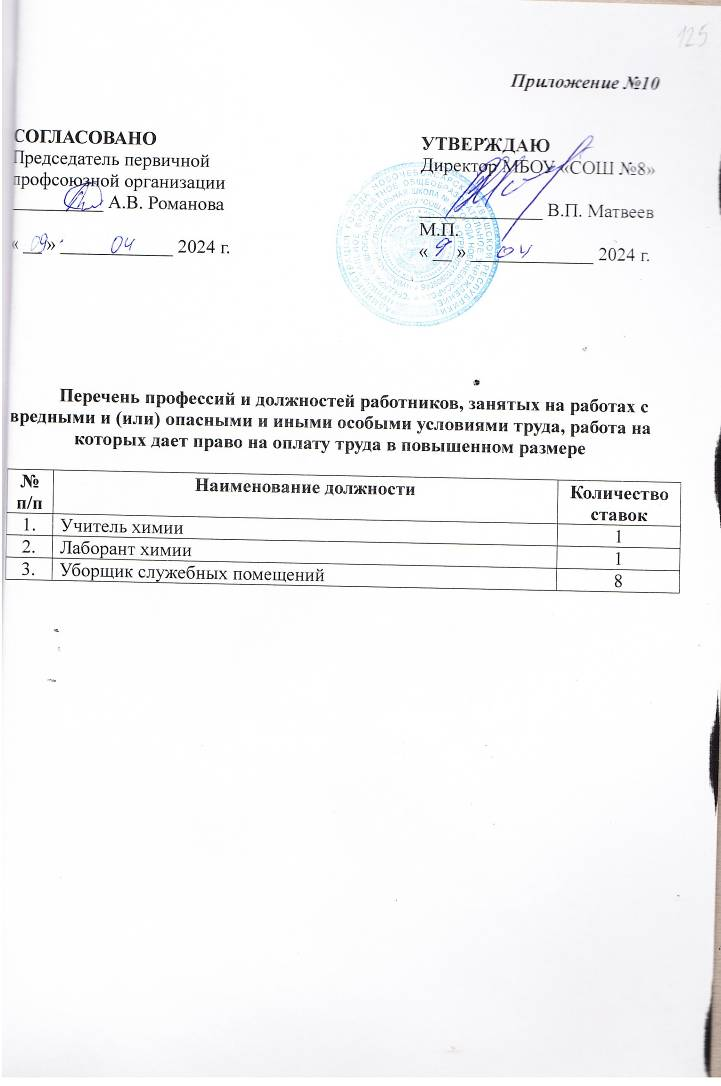 125
Приложение №10
СОГЛАСОВАНО
Председатель первичной
профсоюзной организации
__________ А.В. Романова
« 09 » 04 2024 г.
УТВЕРЖДАЮ
Директор МБОУ «СОШ №8»
______________ В.П. Матвеев
М.П.
« 9 » 04 2024 г.
Перечень профессий и должностей работников, занятых на работах с
вредными и (или) опасными и иными особыми условиями труда, работа на
которых дает право на оплату труда в повышенном размере
№ п/п Наименование должности Количество ставок
1. Учитель химии 1
2. Лаборант химии 1
3. Уборщик служебных помещений 8